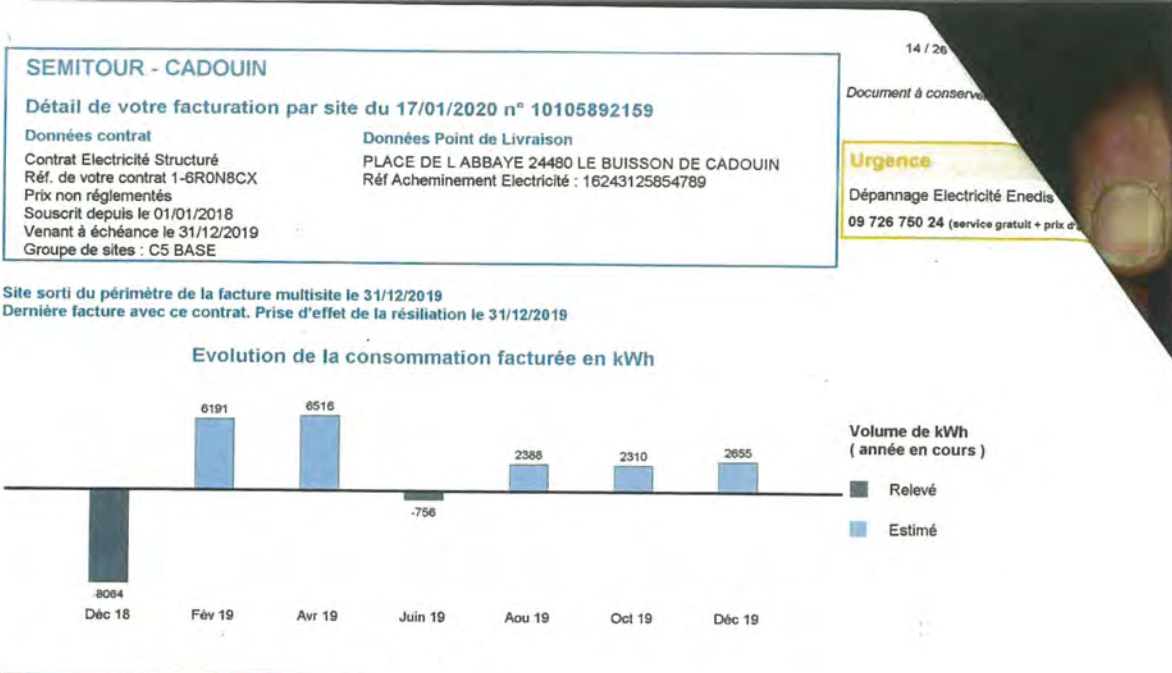 14 / 26
SEMITOUR - CADOUIN
Détail de votre facturation par site du 17/01/2020 n° 10105892159
Document à
Données contrat
Données Point de Livraison
Contrat Electricité Structuré
PLACE DE L ABBAYE 24480 LE BUISSON DE CADOUIN
Réf. de votre contrat 1-6R0N8CX
Réf Acheminement Electricité : 16243125854789
Prix non réglementés
Souscrit depuis le 01/01/2018
Venant à échéance le 31/12/2019
Groupe de sites : C5 BASE
Urgence
Dépannage Electricité Enedis
09 726 750 24 (service gratuit + prix
Site sorti du périmètre de la facture multisite le 31/12/2019
Dernière facture avec ce contrat. Prise d'effet de la résiliation le 31/12/2019
Evolution de la consommation facturée en kWh
6191
6516
2388
2310
2655
-756
-8064
Déc 18
Fév 19
Avr 19
Juin 19
Aou 19
Oct 19
Déc 19
Volume de kWh
( année en cours )
Relevé
Estimé